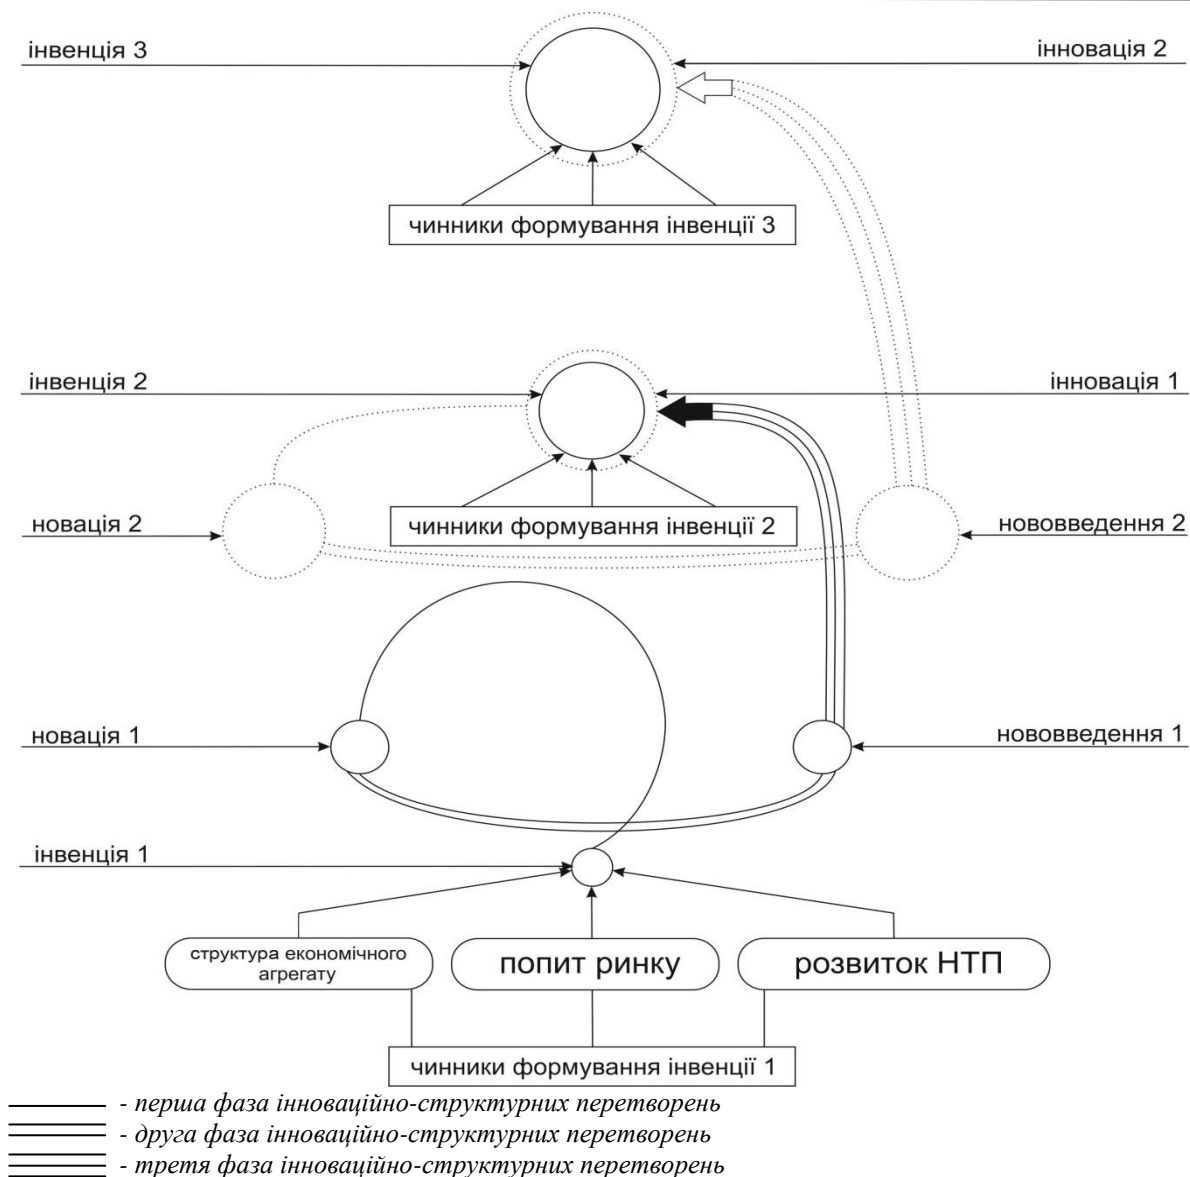 інвенція 3
інновація 2
чинники формування інвенції 3
інвенція 2
інновація 1
чинники формування інвенції 2
новація 2
нововведення 2
новація 1
нововведення 1
інвенція 1
структура економічного
агрегату
попит ринку
розвиток НТП
чинники формування інвенції 1
- перша фаза інноваційно-структурних перетворень
- друга фаза інноваційно-структурних перетворень
- третя фаза інноваційно-структурних перетворень